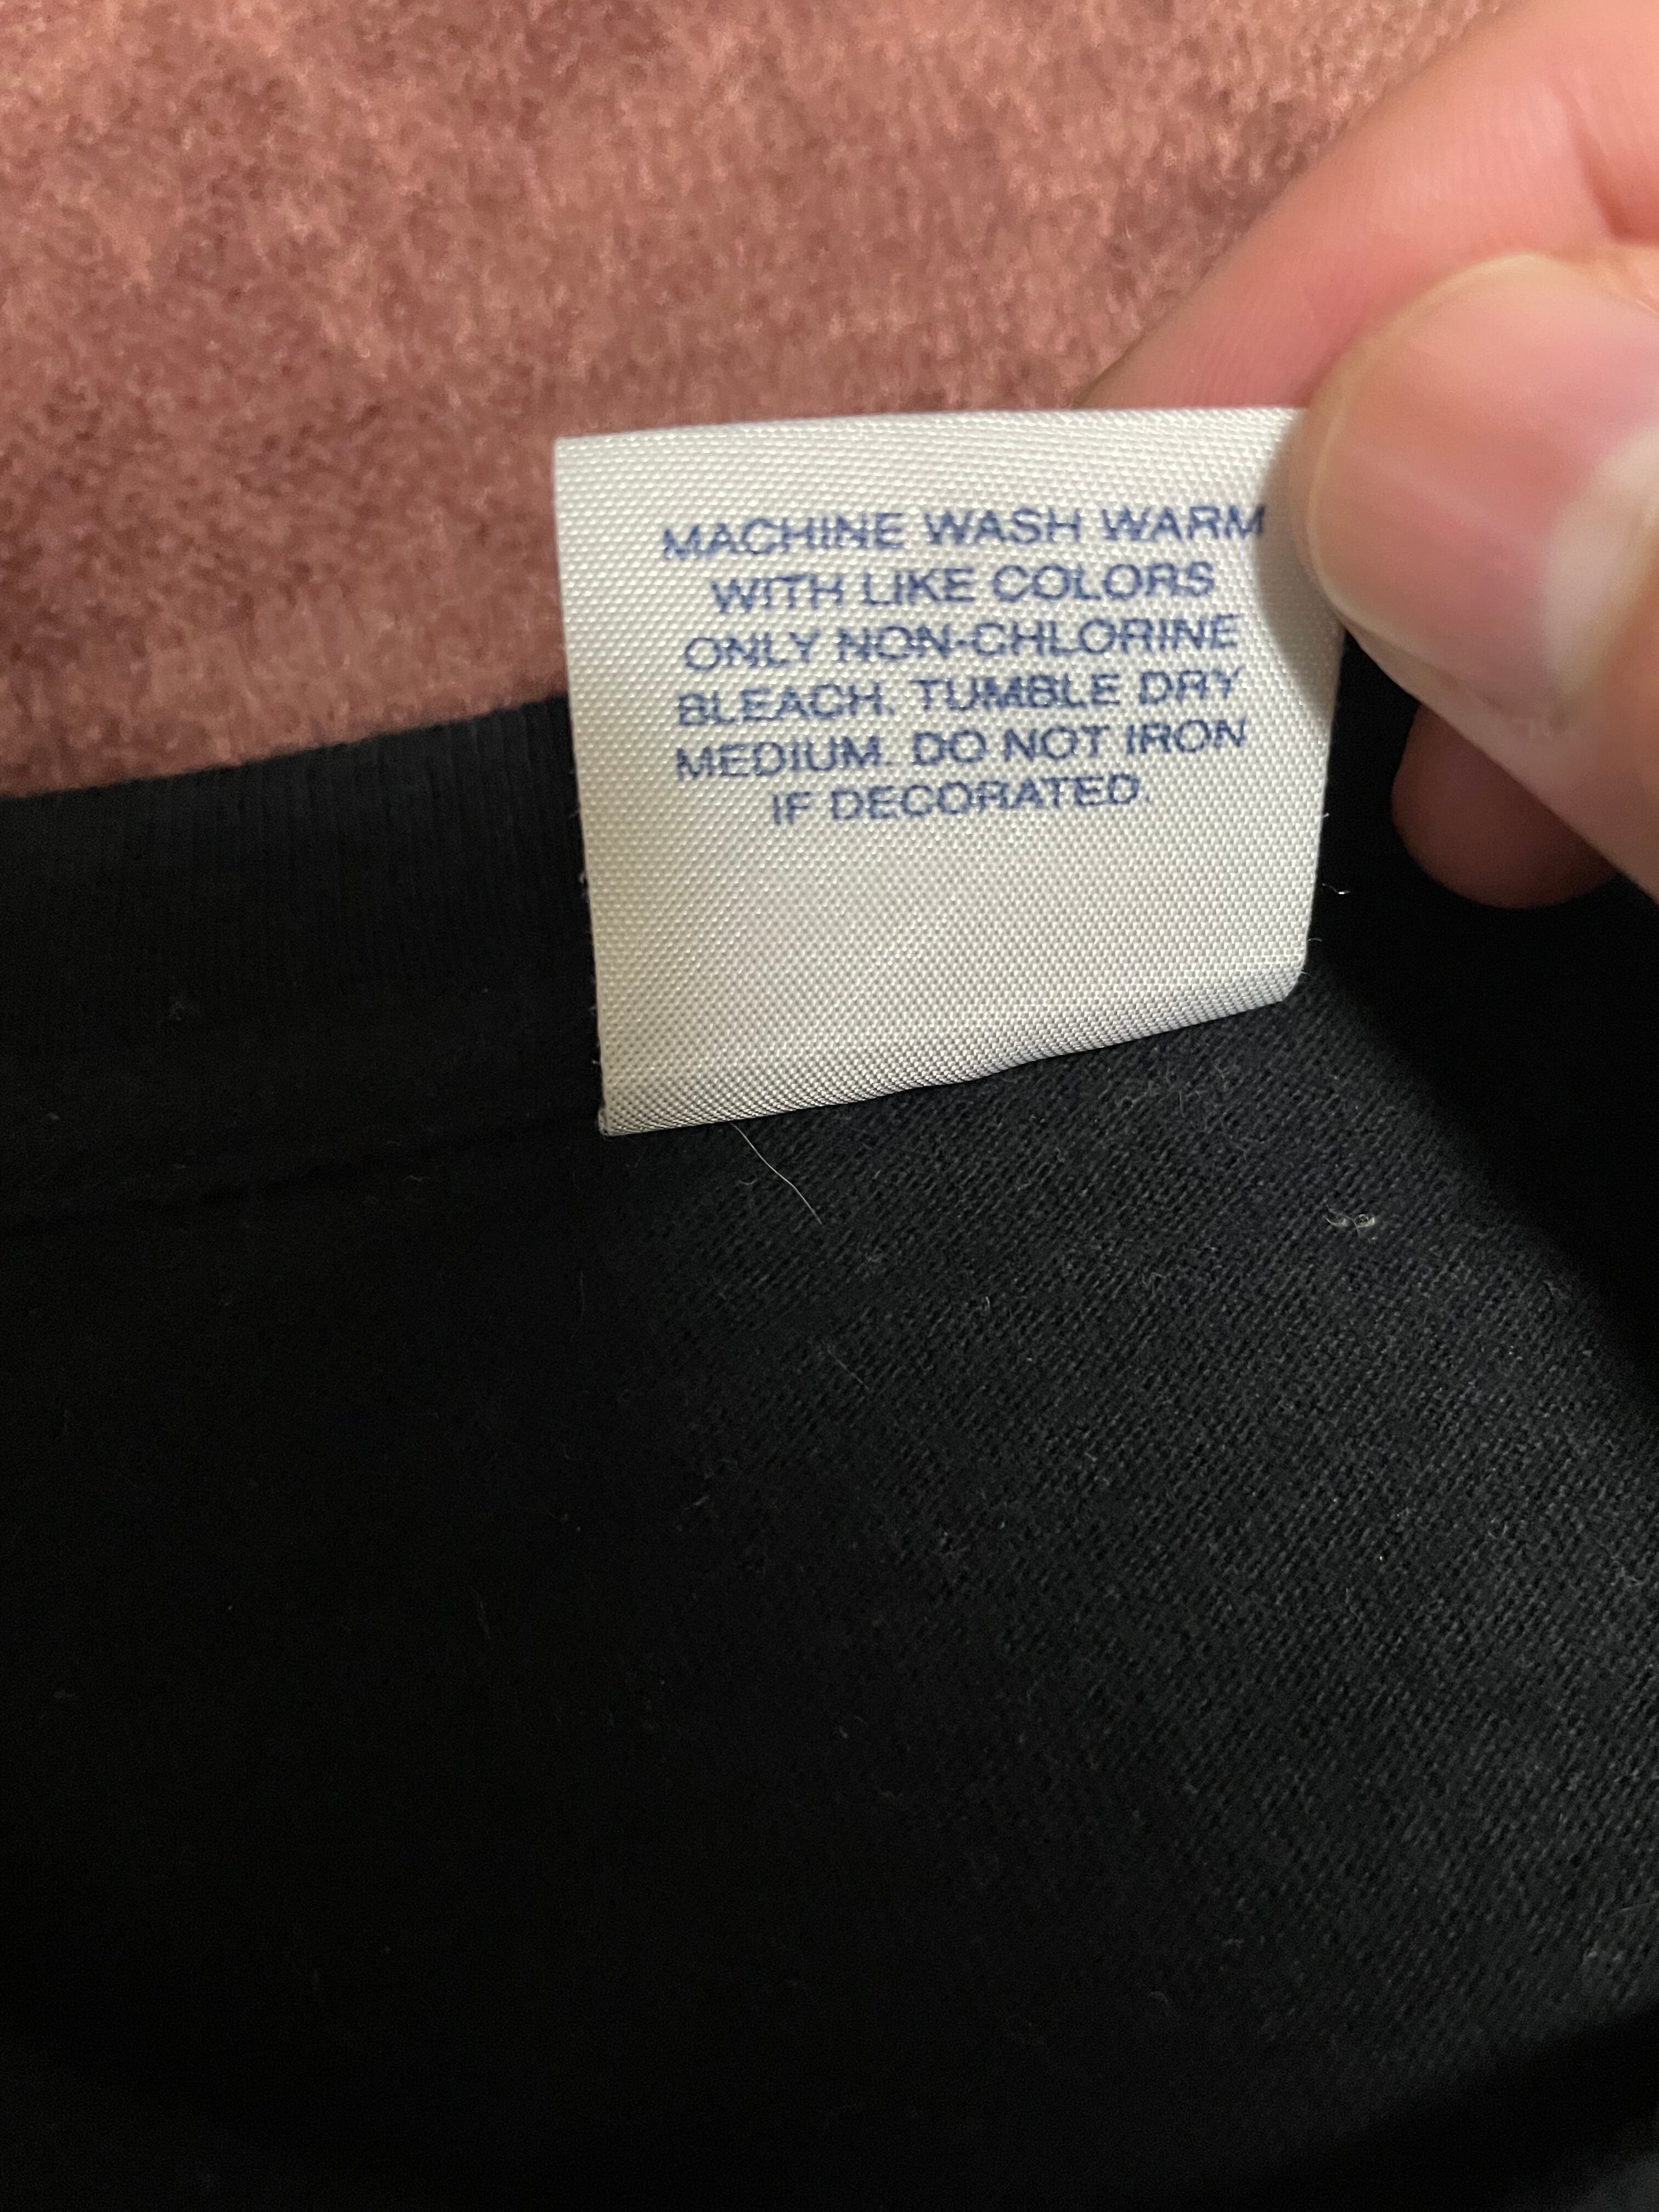 MACHINE WASH WARM
WITH LIKE COLORS
ONLY NON-CHLORINE
BLEACH. TUMBLE DRY
MEDIUM. DO NOT IRON
IF DECORATED.